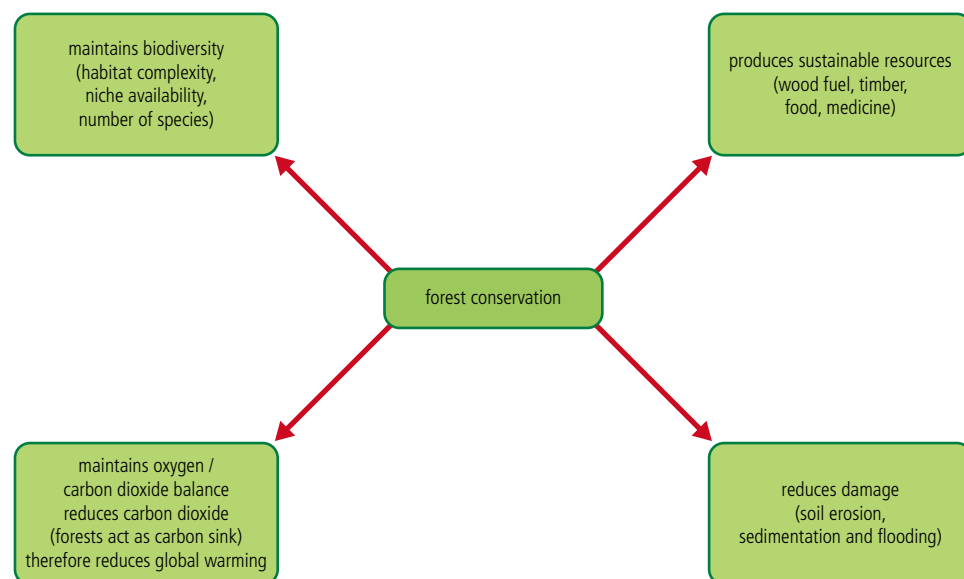 maintains biodiversity
(habitat complexity,
niche availability,
number of species)
produces sustainable resources
(wood fuel, timber,
food, medicine)
forest conservation
maintains oxygen /
carbon dioxide balance
reduces carbon dioxide
(forests act as carbon sink)
therefore reduces global warming
reduces damage
(soil erosion,
sedimentation and flooding)